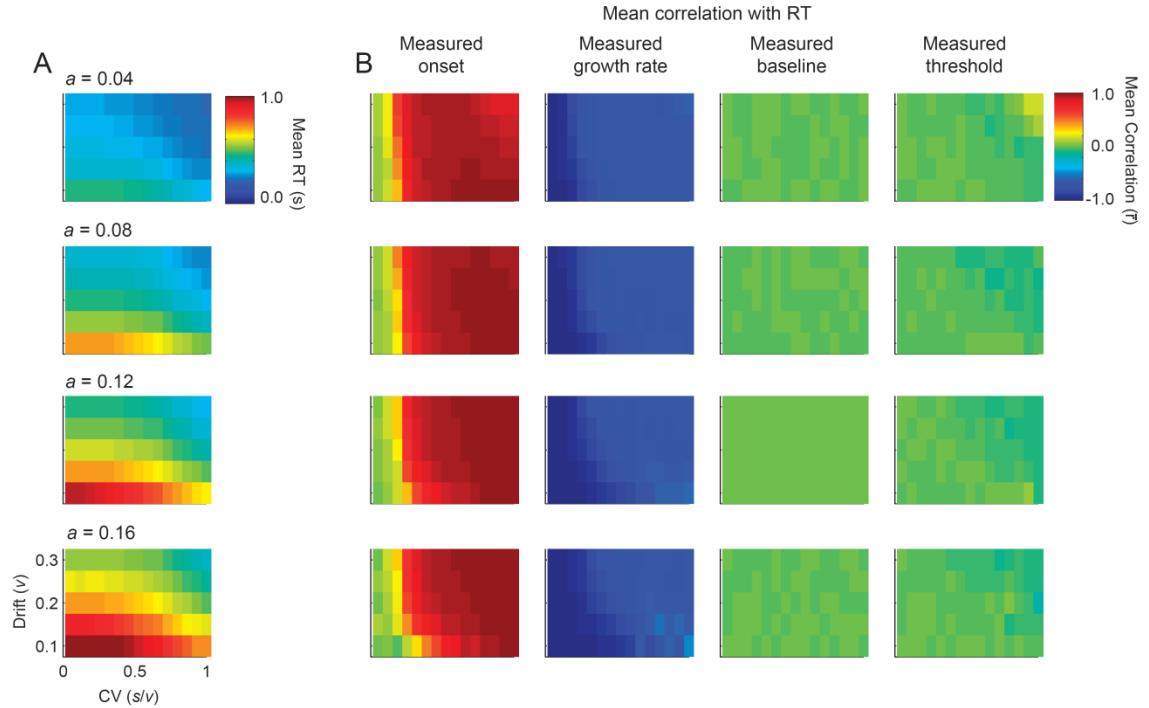 Mean correlation with RT
A
B
Measured
onset
Measured
growth rate
Measured
baseline
Measured
threshold
a = 0.04
1.0
0.0
Mean RT (s)
1.0
0.0
-1.0
Mean Correlation (r̄)
a = 0.08
a = 0.12
a = 0.16
0.3
0.2
0.1
Drift (v)
0
0.5
1
CV (s/v)